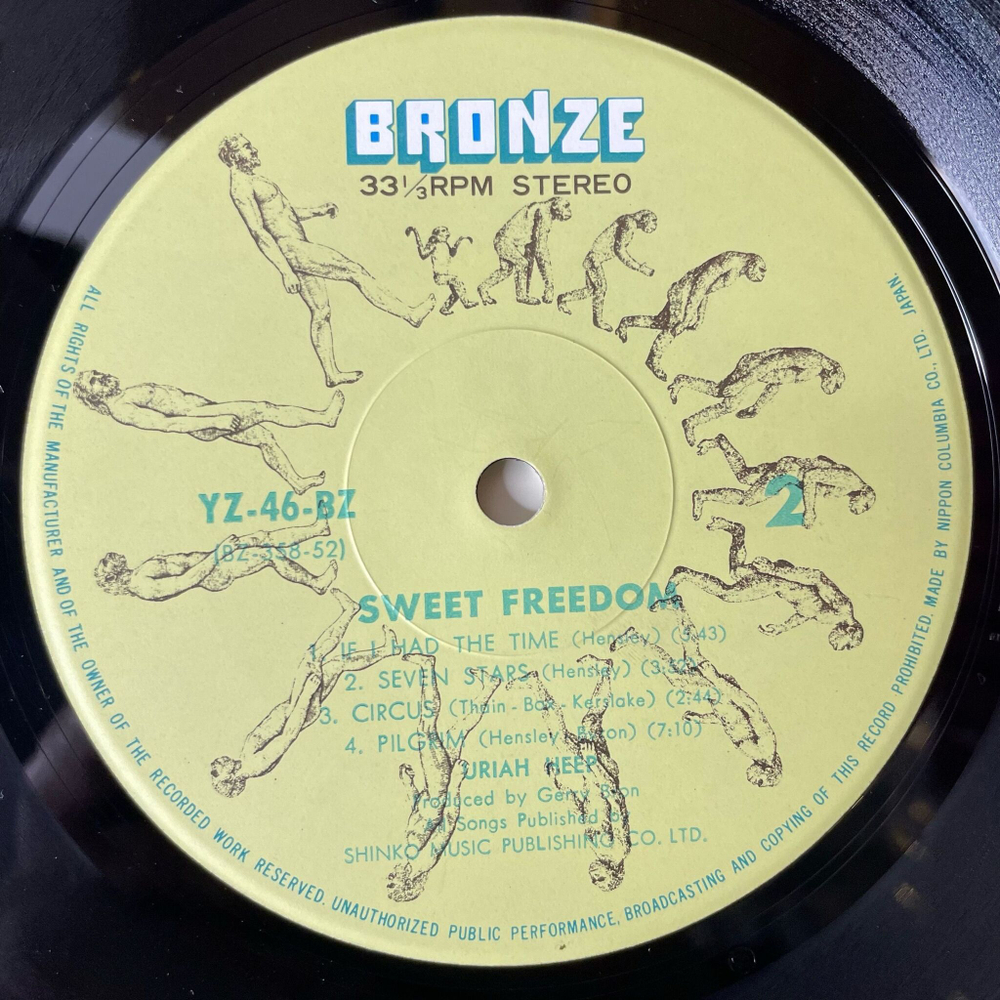 BRONZE
33⅓RPM STEREO
YZ-46-BZ
2
(BZ-358-52)
SWEET FREEDOM
1. IF I HAD THE TIME (Hensley) (5:43)
2. SEVEN STARS (Hensley) (3:52)
3. CIRCUS (Thain - Box - Kerslake) (2:44)
4. PILGRIM (Hensley - Byron) (7:10)
URIAH HEEP
Produced by Gerry Bron
All Songs Published by
SHINKO MUSIC PUBLISHING CO. LTD.
ALL RIGHTS OF THE MANUFACTURER AND OF THE OWNER OF THE RECORDED WORK RESERVED. UNAUTHORIZED PUBLIC PERFORMANCE, BROADCASTING AND COPYING OF THIS RECORD PROHIBITED. MADE BY NIPPON COLUMBIA CO., LTD. JAPAN.